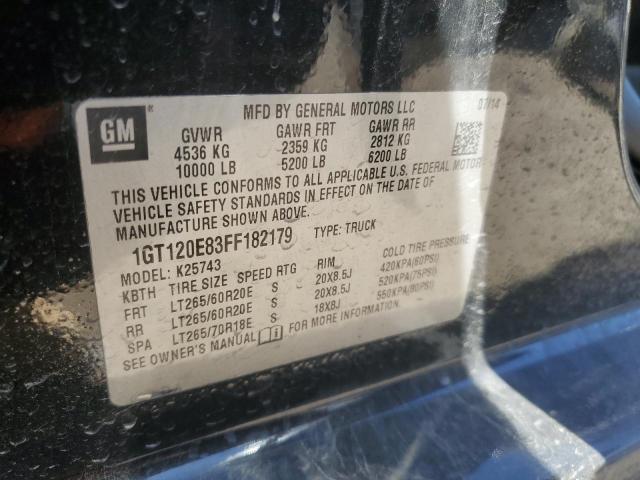 MFD BY GENERAL MOTORS LLC 07/14
GM
GVWR GAWR FRT GAWR RR
4536 KG 2359 KG 2812 KG
10000 LB 5200 LB 6200 LB
THIS VEHICLE CONFORMS TO ALL APPLICABLE U.S. FEDERAL MOTOR
VEHICLE SAFETY STANDARDS IN EFFECT ON THE DATE OF
MANUFACTURE SHOWN ABOVE.
1GT120E83FF182179 TYPE: TRUCK
MODEL: K25743
KBTH TIRE SIZE SPEED RTG RIM COLD TIRE PRESSURE
FRT LT265/60R20E S 20X8.5J 420KPA(60PSI)
RR LT265/60R20E S 20X8.5J 520KPA(75PSI)
SPA LT265/70R18E S 18X8J 550KPA(80PSI)
SEE OWNER'S MANUAL FOR MORE INFORMATION.